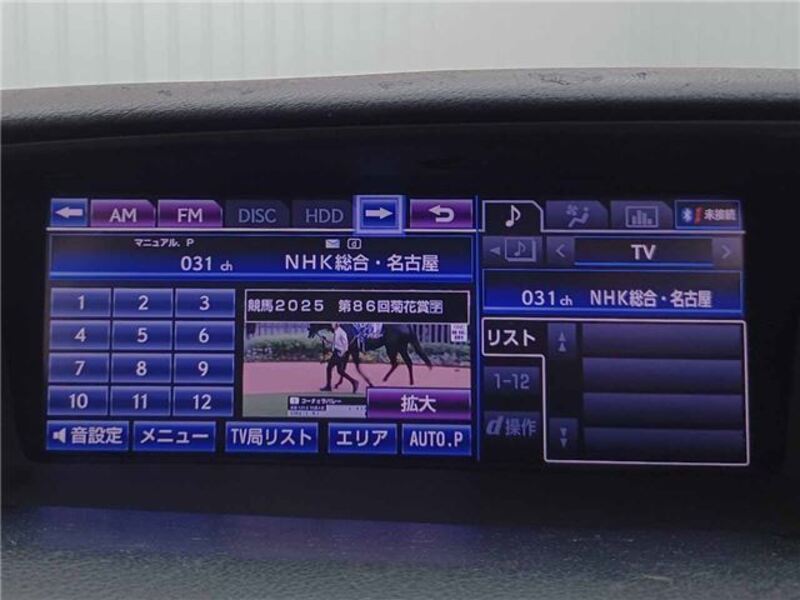 AM FM DISC HDD
未接続
マニュアル. P
TV
031 ch NHK総合・名古屋
031 ch NHK総合・名古屋
1 2 3
競馬2025 第86回菊花賞字
4 5 6
リスト
7 8 9
1-12
10 11 12
拡大
d操作
音設定 メニュー TV局リスト エリア AUTO.P